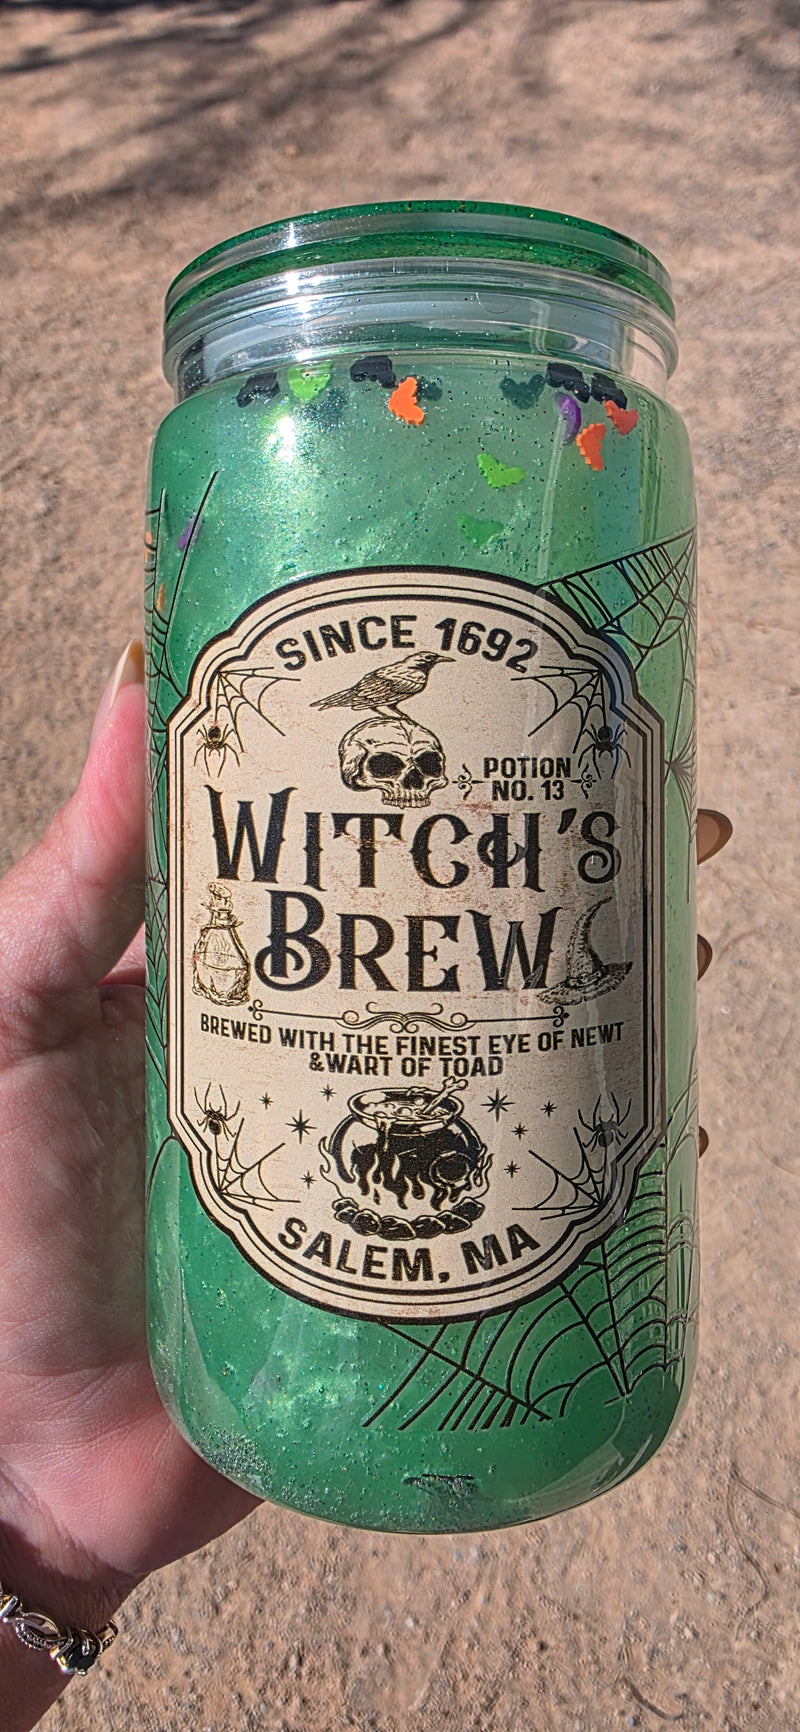 SINCE 1692
POTION
NO. 13
WITCH'S
BREW
BREWED WITH THE FINEST EYE OF NEWT
&WART OF TOAD
SALEM, MA